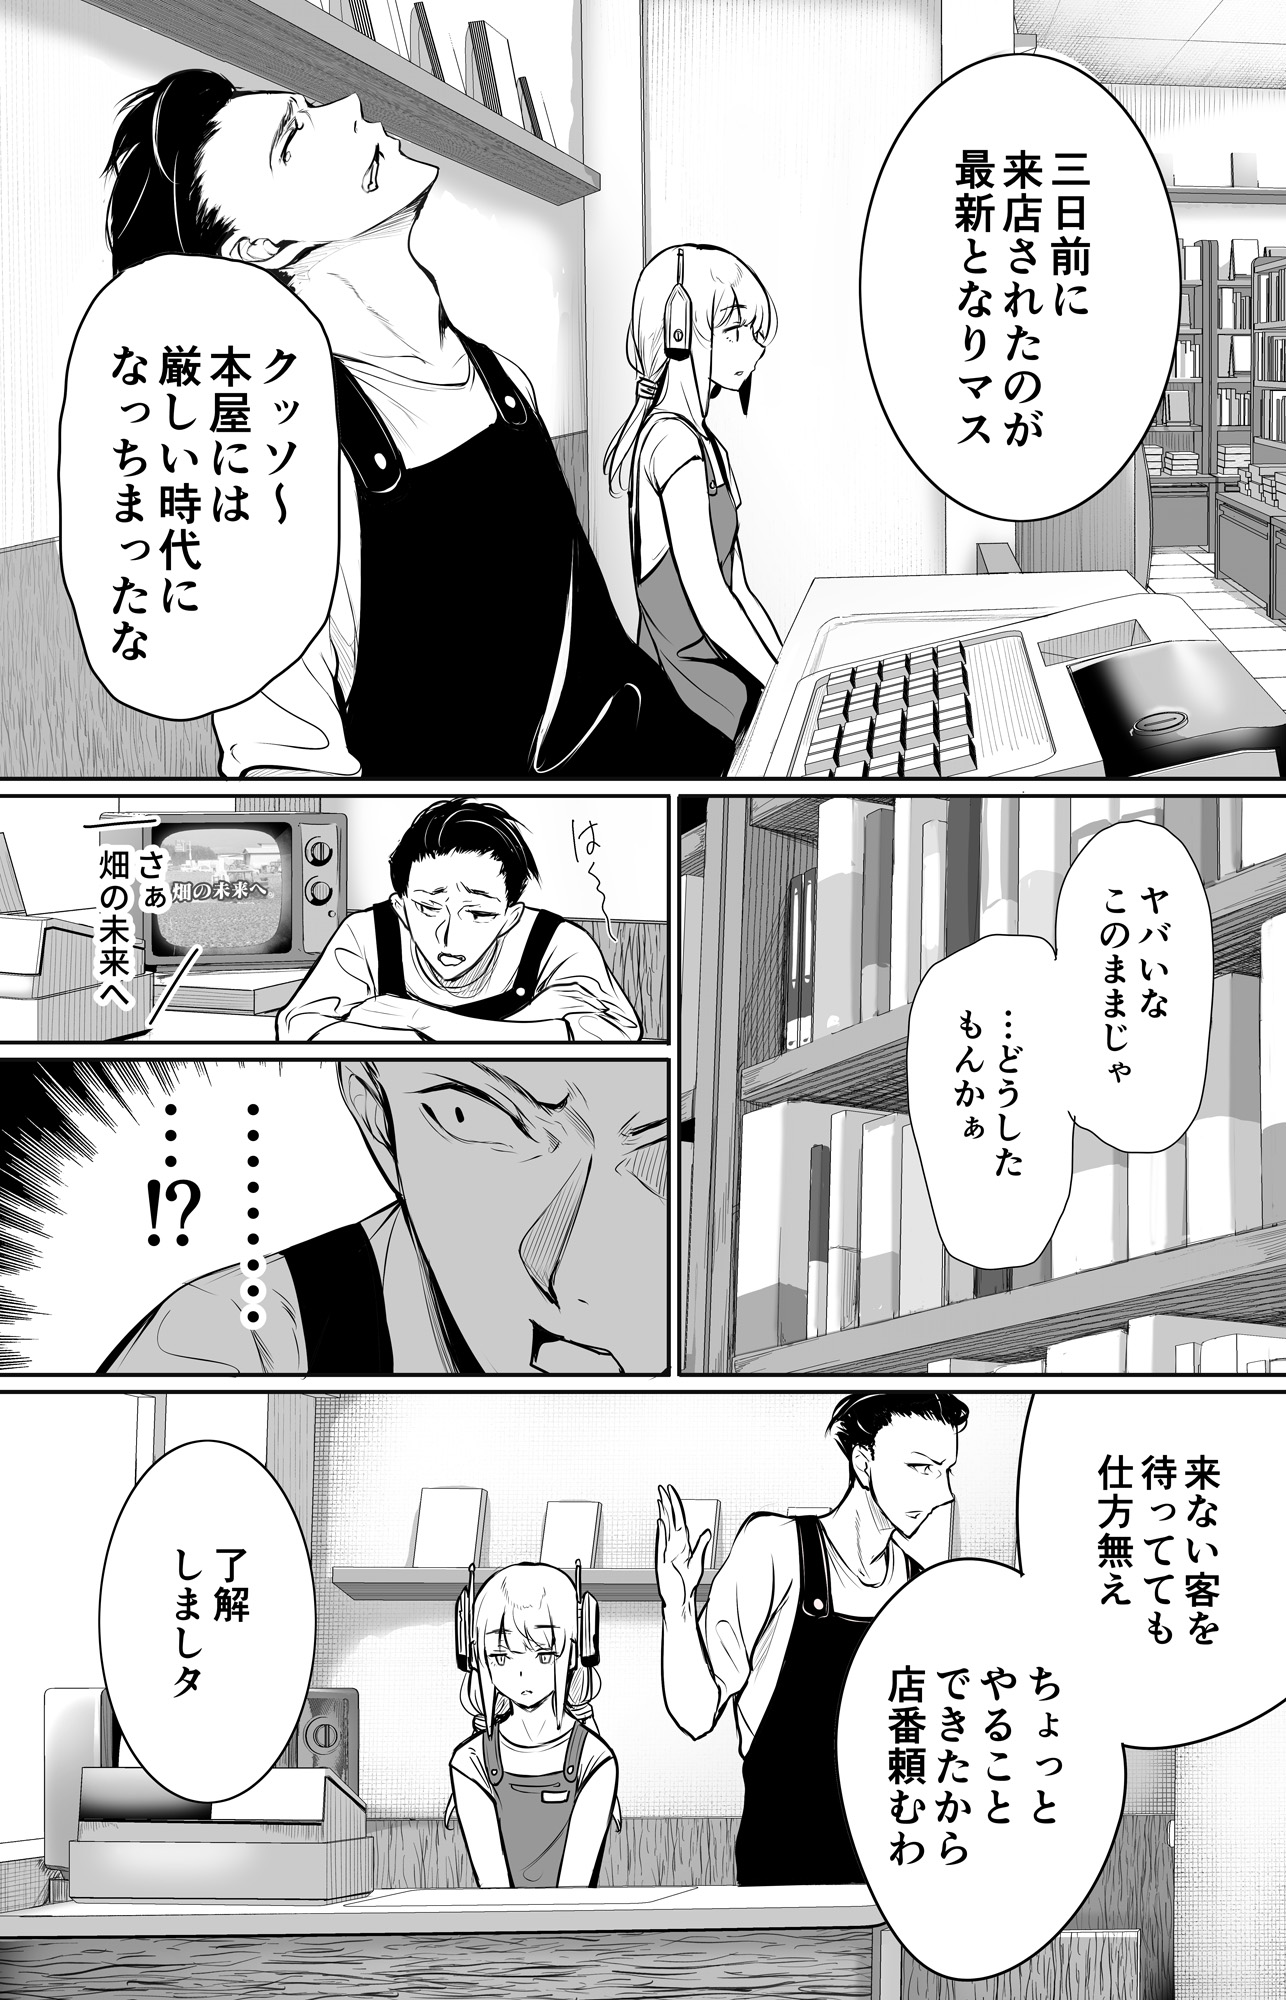 三日前に
来店されたのが
最新となりマス
クッソ～
本屋には
厳しい時代に
なっちまったな
ヤバいな
このままじゃ
…どうした
もんかぁ
は〜
畑の未来へ
さぁ
畑の未来へ
………
……!?
来ない客を
待ってても
仕方無え
ちょっと
やること
できたから
店番頼むわ
了解
しましタ